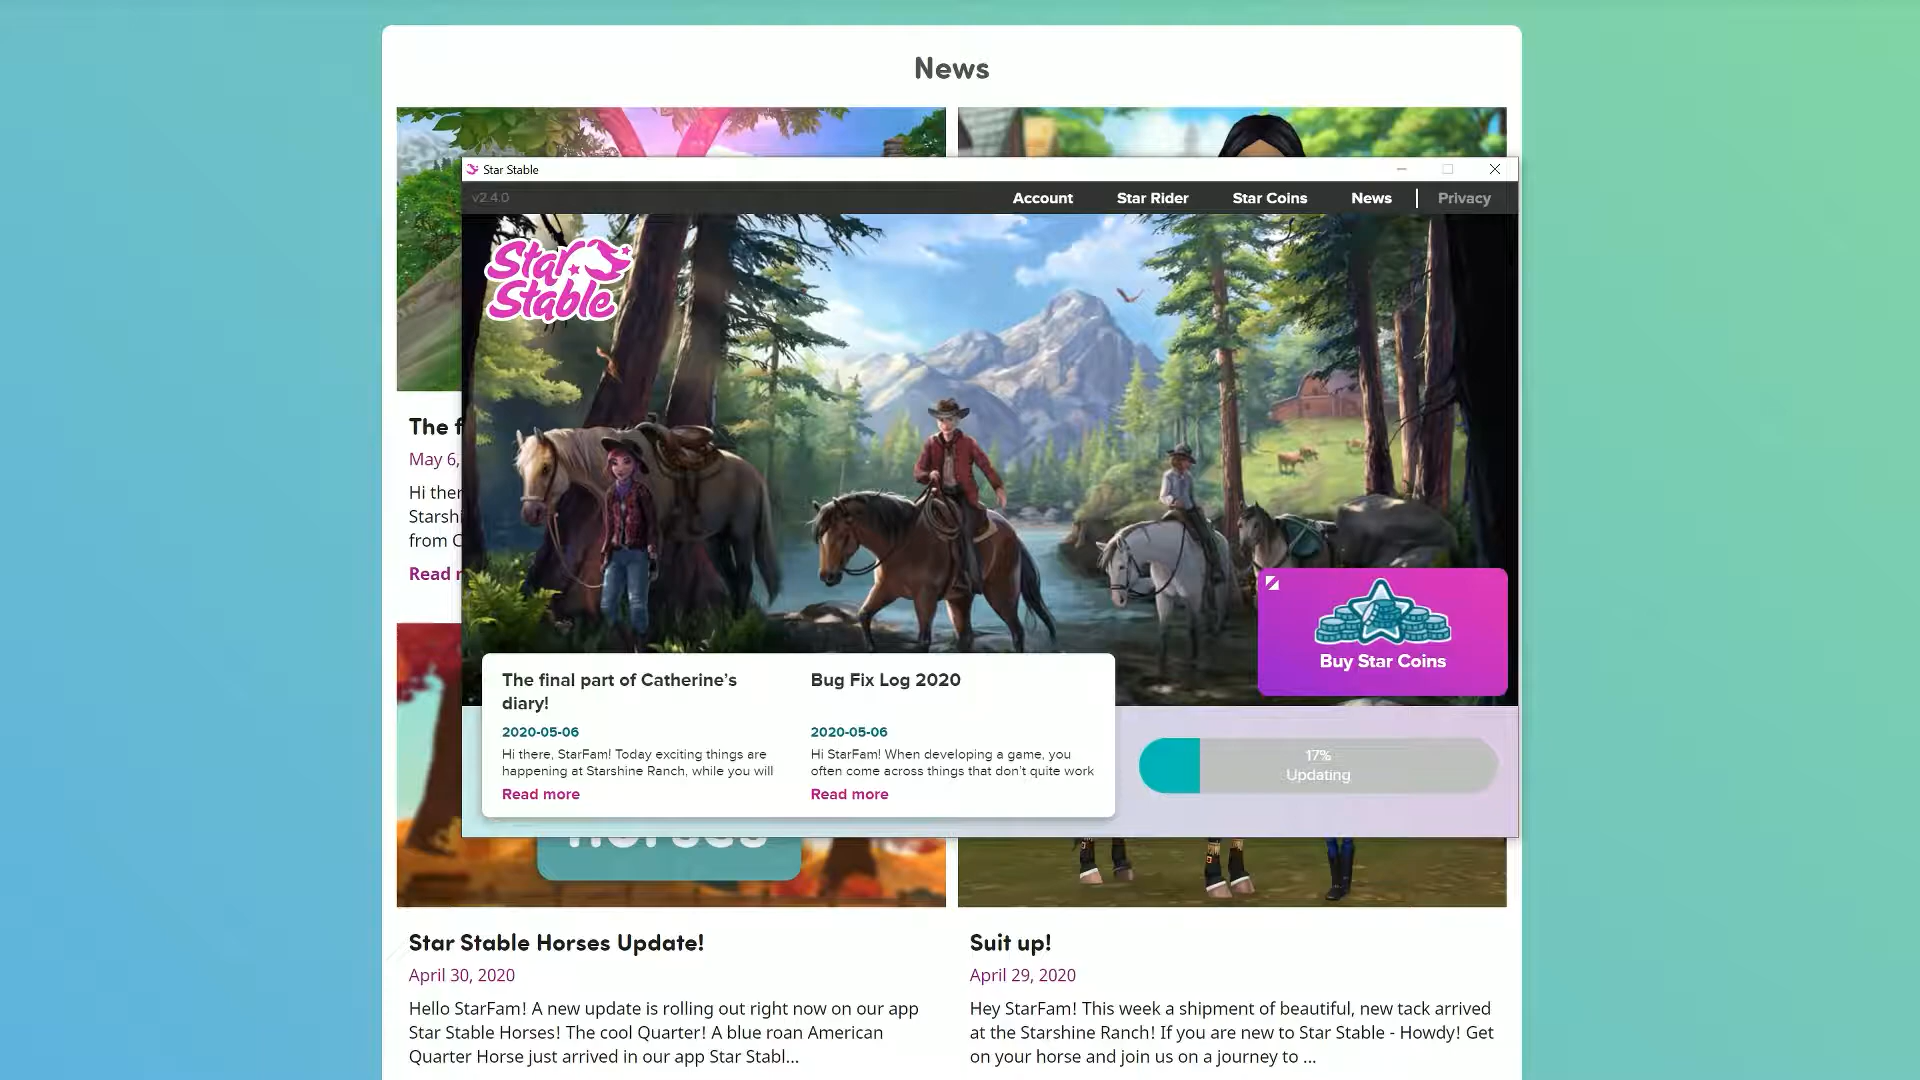 News
Star Stable
v2.4.0
Account
Star Rider
Star Coins
News
Privacy
Star
Stable
The f
May 6,
Hi ther
Starshi
from C
Read r
Buy Star Coins
The final part of Catherine's
diary!
2020-05-06
Hi there, StarFam! Today exciting things are
happening at Starshine Ranch, while you will
Read more
Bug Fix Log 2020
2020-05-06
Hi StarFam! When developing a game, you
often come across things that don't quite work
Read more
17%
Updating
Star Stable Horses Update!
April 30, 2020
Hello StarFam! A new update is rolling out right now on our app
Star Stable Horses! The cool Quarter! A blue roan American
Quarter Horse just arrived in our app Star Stabl...
Suit up!
April 29, 2020
Hey StarFam! This week a shipment of beautiful, new tack arrived
at the Starshine Ranch! If you are new to Star Stable - Howdy! Get
on your horse and join us on a journey to ...